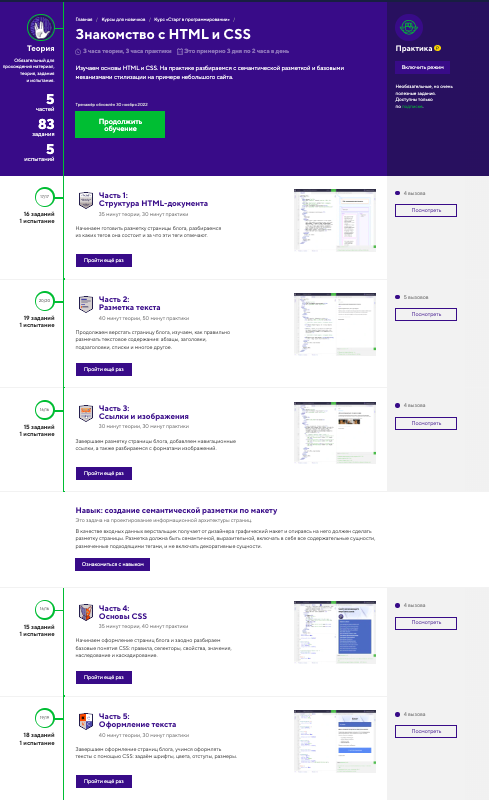 Главная / Курсы для новичков / Курс «Старт в программировании» /
Знакомство с HTML и CSS
3 часа теории, 3 часа практики Это примерно 3 дня по 2 часа в день
Изучаем основы HTML и CSS. На практике разбираемся с семантической разметкой и базовыми
механизмами стилизации на примере небольшого сайта.
Тренажёр обновлён 30 ноября 2022
Продолжить
обучение
Теория
Обязательный для
прохождения материал,
теория, задания
и испытания.
5
частей
83
задания
5
испытаний
Практика
Включить режим
Необязательные, но очень
полезные задания.
Доступны только
по подписке.
17/17
16 заданий
1 испытание
Часть 1:
Структура HTML-документа
35 минут теории, 30 минут практики
Начинаем готовить разметку страницы блога, разбираемся
из каких тегов она состоит и за что эти теги отвечают.
Пройти ещё раз
4 вызова
Посмотреть
20/20
19 заданий
1 испытание
Часть 2:
Разметка текста
40 минут теории, 50 минут практики
Продолжаем верстать страницу блога, изучаем, как правильно
размечать текстовое содержание: абзацы, заголовки,
подзаголовки, списки и многое другое.
Пройти ещё раз
5 вызовов
Посмотреть
16/16
15 заданий
1 испытание
Часть 3:
Ссылки и изображения
30 минут теории, 30 минут практики
Завершаем разметку страницы блога, добавляем навигационные
ссылки, а также разбираемся с форматами изображений.
Пройти ещё раз
4 вызова
Посмотреть
Навык: создание семантической разметки по макету
Это задача на проектирование информационной архитектуры страниц.
В качестве входных данных верстальщик получает от дизайнера графический макет и опираясь на него должен сделать
разметку страницы. Разметка должна быть семантичной, выразительной, включать в себя все содержательные сущности,
размеченные подходящими тегами, и не включать декоративные сущности.
Ознакомиться с навыком
16/16
15 заданий
1 испытание
Часть 4:
Основы CSS
35 минут теории, 40 минут практики
Начинаем оформление страниц блога и заодно разбираем
базовые понятия CSS: правила, селекторы, свойства, значения,
наследование и каскадирование.
Пройти ещё раз
4 вызова
Посмотреть
19/19
18 заданий
1 испытание
Часть 5:
Оформление текста
40 минут теории, 30 минут практики
Завершаем оформление страниц блога, учимся оформлять
тексты с помощью CSS: задаём шрифты, цвета, отступы, размеры.
Пройти ещё раз
4 вызова
Посмотреть